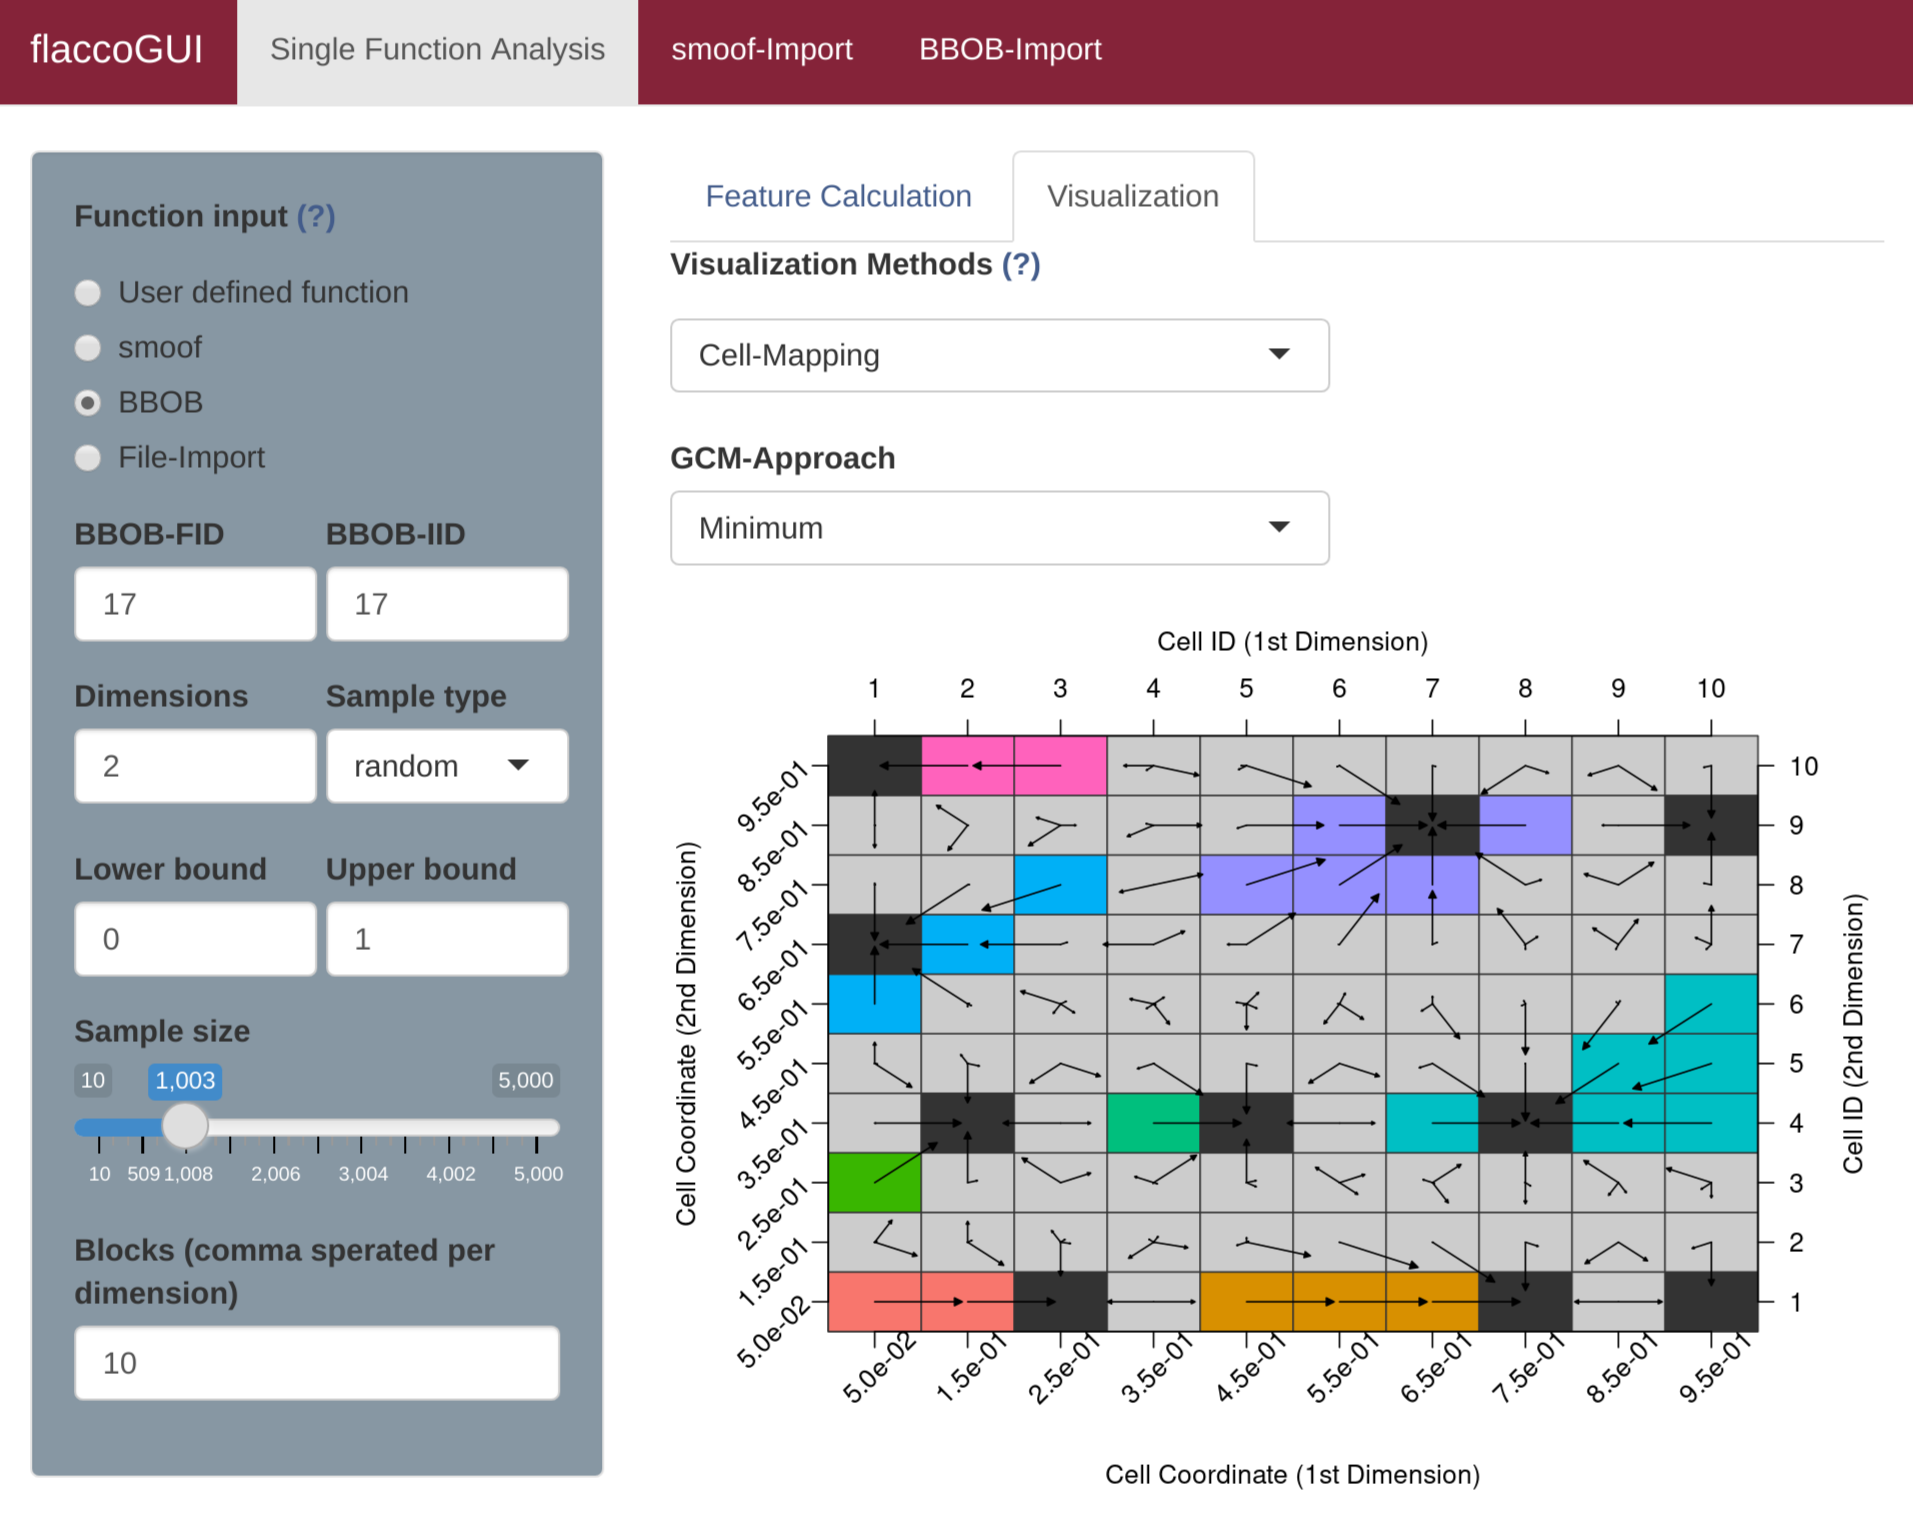 flaccoGUI Single Function Analysis smoof-Import BBOB-Import
Function input (?)
User defined function
smoof
BBOB
File-Import
BBOB-FID BBOB-IID
17 17
Dimensions Sample type
2 random
Lower bound Upper bound
0 1
Sample size
10 1,003 5,000
10 509 1,008 2,006 3,004 4,002 5,000
Blocks (comma sperated per
dimension)
10
Feature Calculation Visualization
Visualization Methods (?)
Cell-Mapping
GCM-Approach
Minimum
Cell ID (1st Dimension)
1 2 3 4 5 6 7 8 9 10
Cell Coordinate (2nd Dimension)
9.5e-01
8.5e-01
7.5e-01
6.5e-01
5.5e-01
4.5e-01
3.5e-01
2.5e-01
1.5e-01
5.0e-02
10
9
8
7
6
5
4
3
2
1
Cell ID (2nd Dimension)
5.0e-02 1.5e-01 2.5e-01 3.5e-01 4.5e-01 5.5e-01 6.5e-01 7.5e-01 8.5e-01 9.5e-01
Cell Coordinate (1st Dimension)